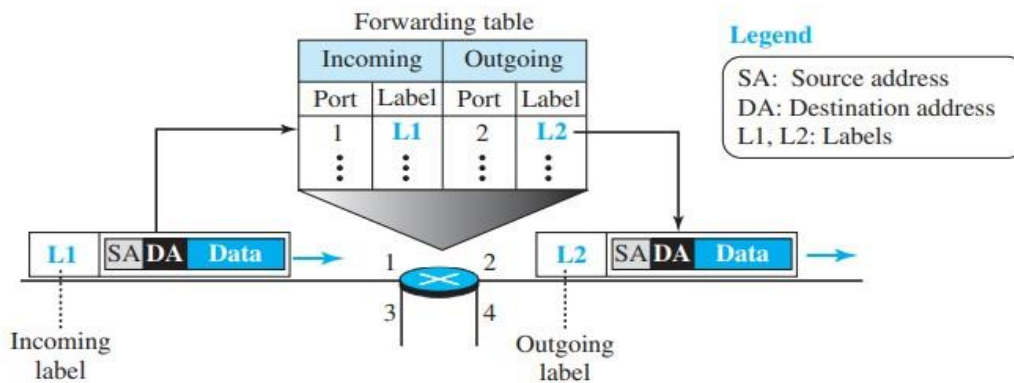 Forwarding table
Incoming Outgoing
Port Label Port Label
1 L1 2 L2
Legend
SA: Source address
DA: Destination address
L1, L2: Labels
L1 SA DA Data
1 2
3 4
L2 SA DA Data
Incoming
label
Outgoing
label